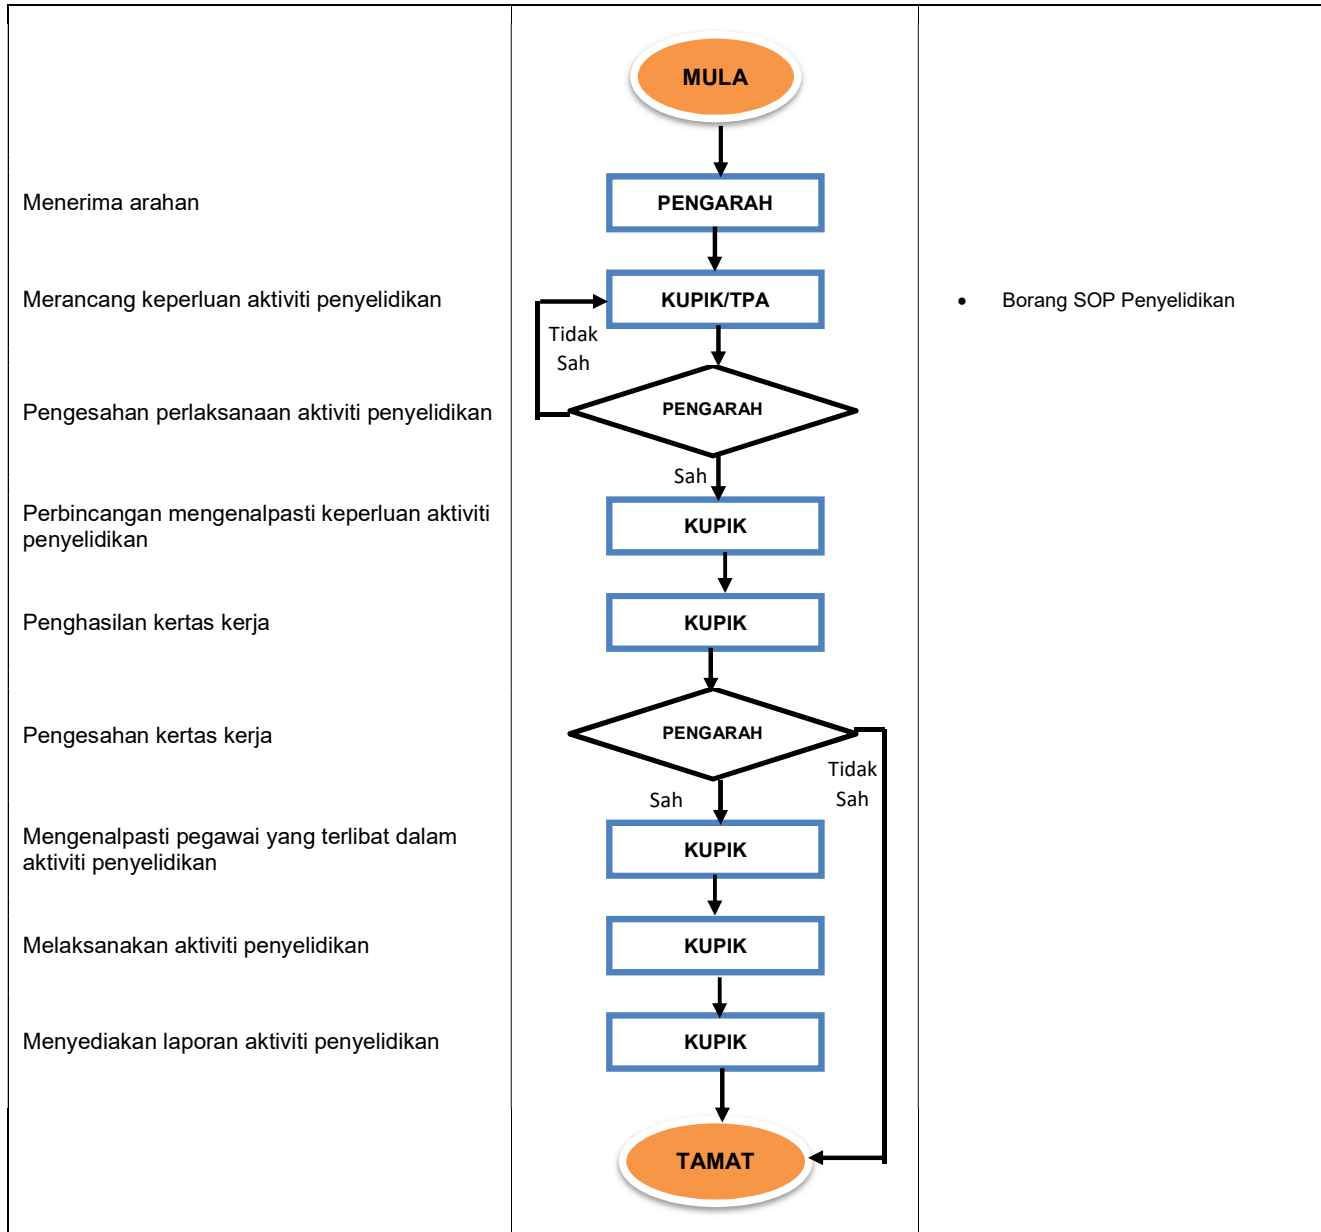 MULA
Menerima arahan
PENGARAH
Merancang keperluan aktiviti penyelidikan
KUPIK/TPA
• Borang SOP Penyelidikan
Tidak
Sah
Pengesahan perlaksanaan aktiviti penyelidikan
PENGARAH
Sah
Perbincangan mengenalpasti keperluan aktiviti
penyelidikan
KUPIK
Penghasilan kertas kerja
KUPIK
Pengesahan kertas kerja
PENGARAH
Tidak
Sah
Sah
Mengenalpasti pegawai yang terlibat dalam
aktiviti penyelidikan
KUPIK
Melaksanakan aktiviti penyelidikan
KUPIK
Menyediakan laporan aktiviti penyelidikan
KUPIK
TAMAT